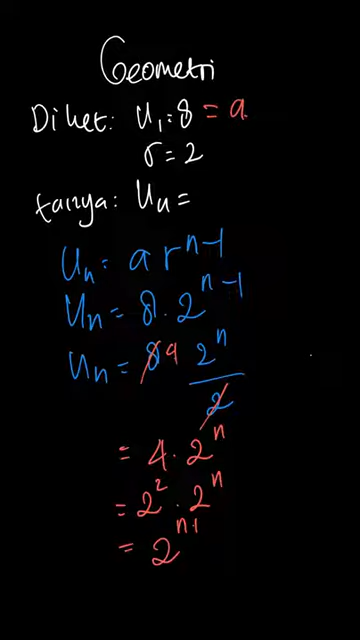 Geometri
Diket: U₁ = 8 = a
r = 2
tanya: Uₙ =
Uₙ = a r^(n-1)
Uₙ = 8 . 2^(n-1)
Uₙ = 8 4 2^n / 2
= 4 . 2^n
= 2^2 . 2^n
= 2^(n+